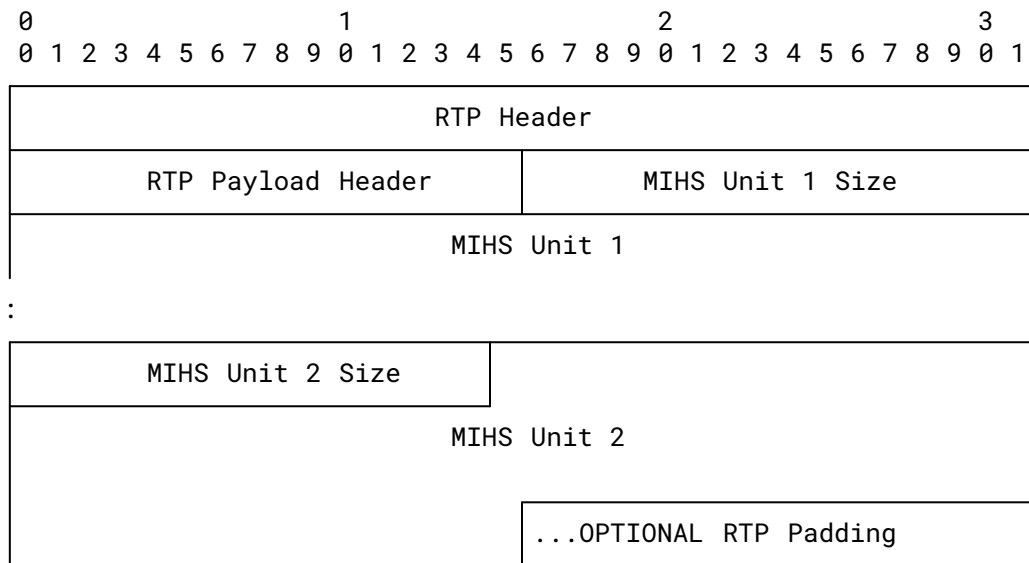 0 1 2 3
0 1 2 3 4 5 6 7 8 9 0 1 2 3 4 5 6 7 8 9 0 1 2 3 4 5 6 7 8 9 0 1
RTP Header
RTP Payload Header MIHS Unit 1 Size
MIHS Unit 1
:
MIHS Unit 2 Size
MIHS Unit 2
...OPTIONAL RTP Padding